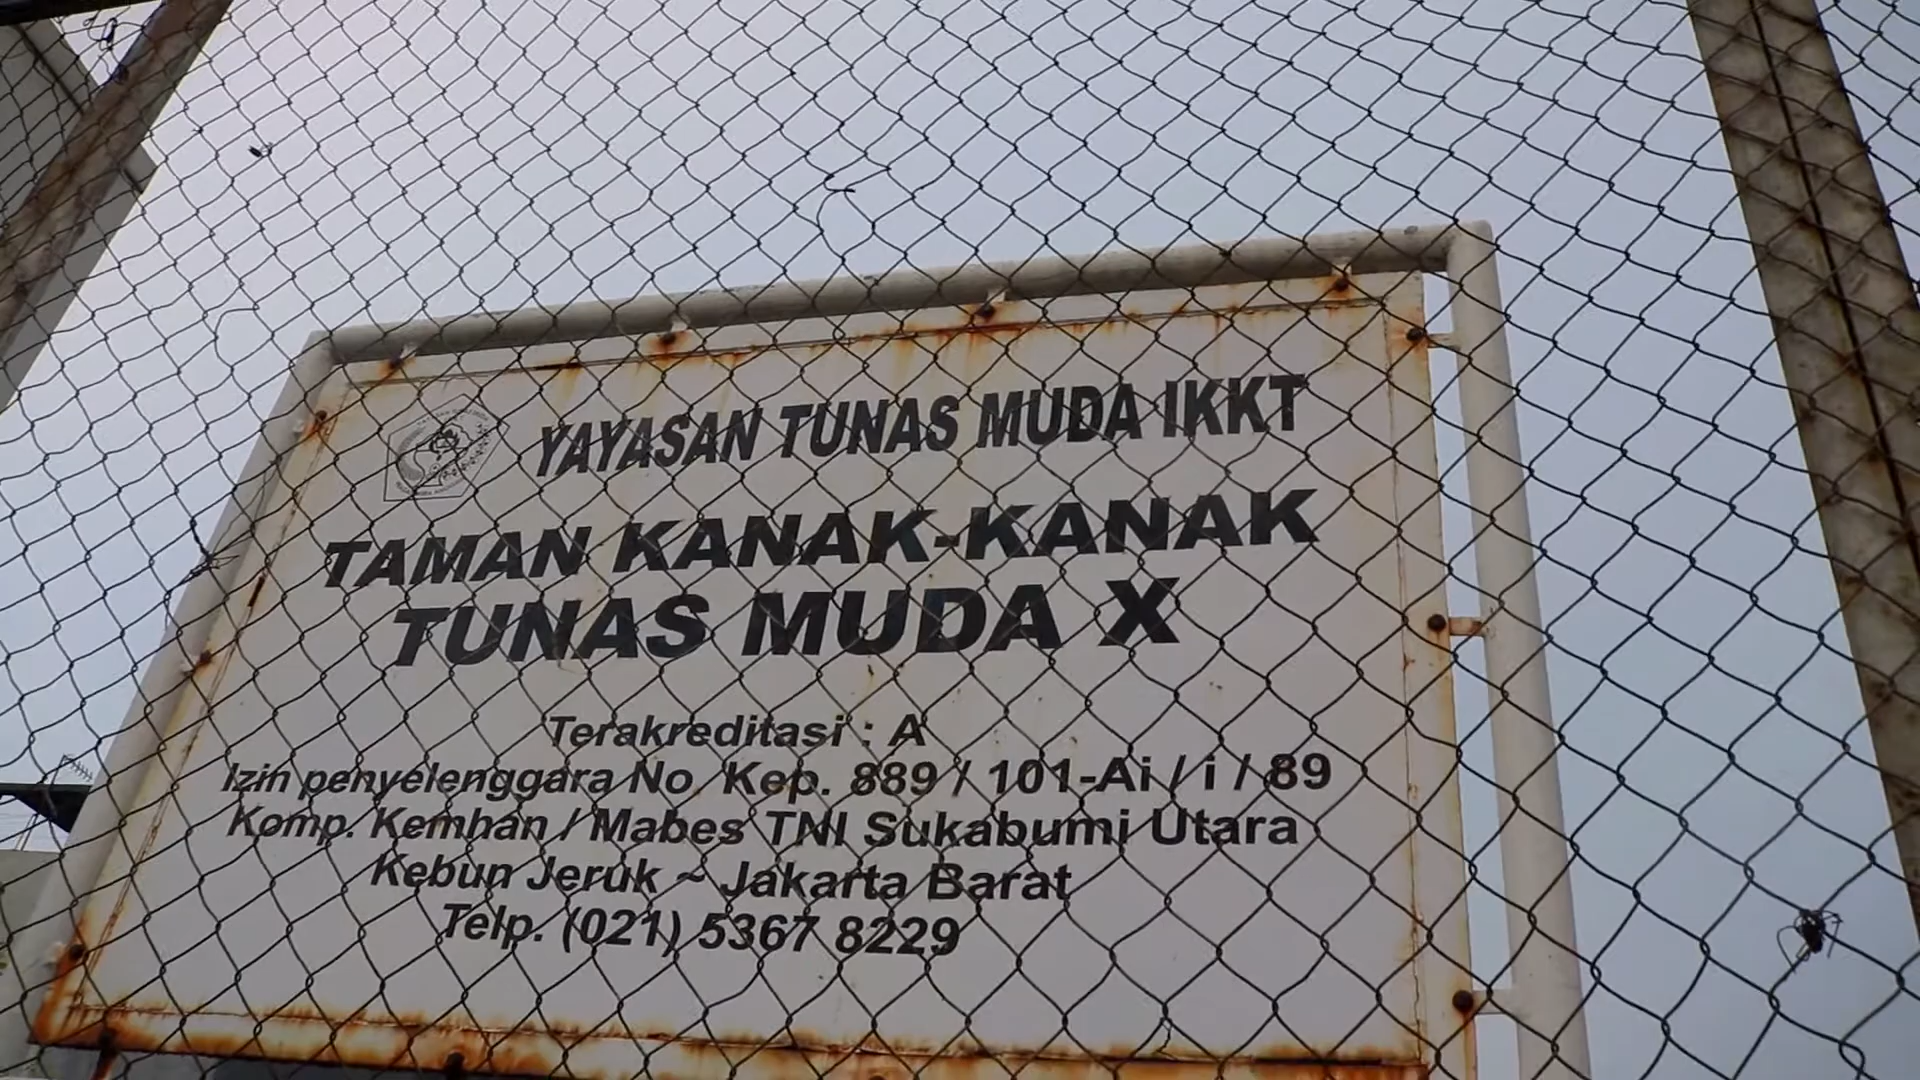 YAYASAN TUNAS MUDA IKKT
TAMAN KANAK-KANAK
TUNAS MUDA X
Terakreditasi : A
Izin penyelenggara No. Kep. 889 / 101-Ai / i / 89
Komp. Kemhan / Mabes TNI Sukabumi Utara
Kebun Jeruk ~ Jakarta Barat
Telp. (021) 5367 8229